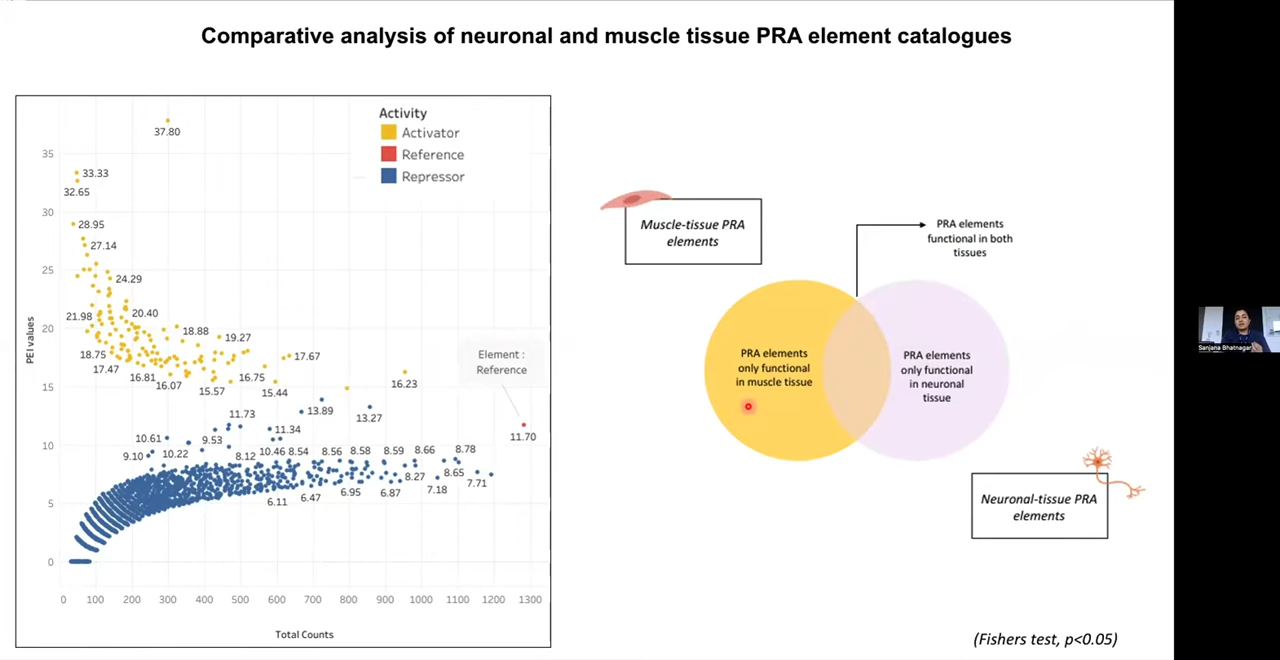 Comparative analysis of neuronal and muscle tissue PRA element catalogues
Activity
Activator
Reference
Repressor
37.80
33.33
32.65
28.95
27.14
24.29
21.98
20.40
18.88
19.27
18.75
17.47
16.81
16.07
15.57
16.75
15.44
17.67
16.23
Element :
Reference
11.70
13.89
13.27
11.73
11.34
10.61
9.53
9.10
10.22
8.12
10.46
8.54
8.56
8.58
8.59
8.66
8.78
8.27
8.65
7.71
7.18
6.87
6.95
6.47
6.11
35
30
25
20
15
10
5
0
PEI values
0 100 200 300 400 500 600 700 800 900 1000 1100 1200 1300
Total Counts
Muscle-tissue PRA
elements
PRA elements
functional in both
tissues
PRA elements
only functional
in muscle tissue
PRA elements
only functional
in neuronal
tissue
Neuronal-tissue PRA
elements
(Fishers test, p<0.05)
Sanjana Bhatnagar